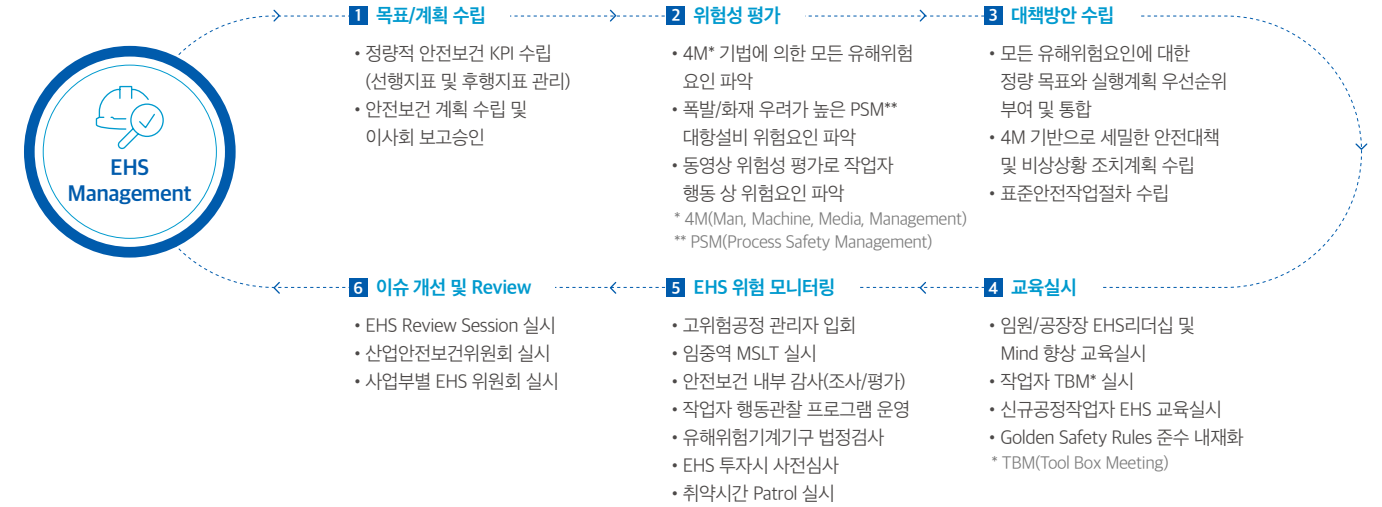 EHS
Management
1 목표/계획 수립
• 정량적 안전보건 KPI 수립
(선행지표 및 후행지표 관리)
• 안전보건 계획 수립 및
이사회 보고승인
2 위험성 평가
• 4M* 기법에 의한 모든 유해위험
요인 파악
• 폭발/화재 우려가 높은 PSM**
대항설비 위험요인 파악
• 동영상 위험성 평가로 작업자
행동 상 위험요인 파악
* 4M(Man, Machine, Media, Management)
** PSM(Process Safety Management)
3 대책방안 수립
• 모든 유해위험요인에 대한
정량 목표와 실행계획 우선순위
부여 및 통합
• 4M 기반으로 세밀한 안전대책
및 비상상황 조치계획 수립
• 표준안전작업절차 수립
4 교육실시
• 임원/공장장 EHS리더십 및
Mind 향상 교육실시
• 작업자 TBM* 실시
• 신규공정작업자 EHS 교육실시
• Golden Safety Rules 준수 내재화
* TBM(Tool Box Meeting)
5 EHS 위험 모니터링
• 고위험공정 관리자 입회
• 임중역 MSLT 실시
• 안전보건 내부 감사(조사/평가)
• 작업자 행동관찰 프로그램 운영
• 유해위험기계기구 법정검사
• EHS 투자시 사전심사
• 취약시간 Patrol 실시
6 이슈 개선 및 Review
• EHS Review Session 실시
• 산업안전보건위원회 실시
• 사업부별 EHS 위원회 실시